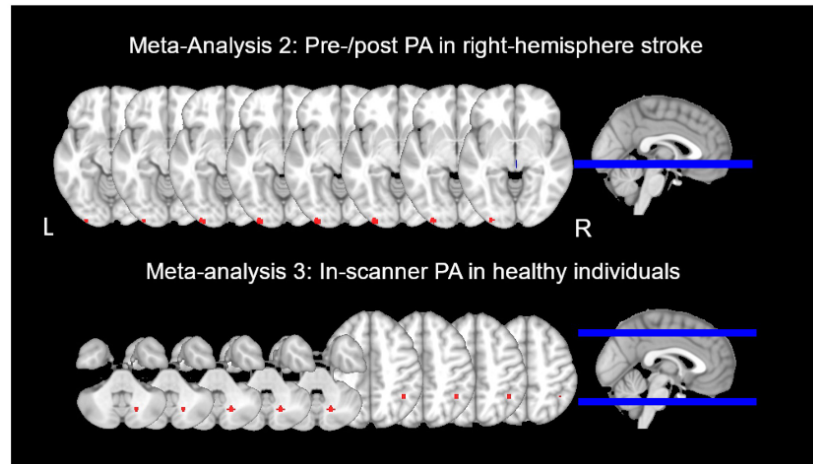 Meta-Analysis 2: Pre-/post PA in right-hemisphere stroke
L R
Meta-analysis 3: In-scanner PA in healthy individuals